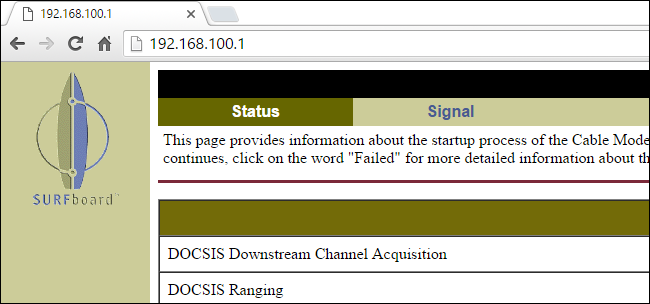 192.168.100.1
192.168.100.1
SURFboard™
Status
Signal
This page provides information about the startup process of the Cable Mode
continues, click on the word "Failed" for more detailed information about th
DOCSIS Downstream Channel Acquisition
DOCSIS Ranging